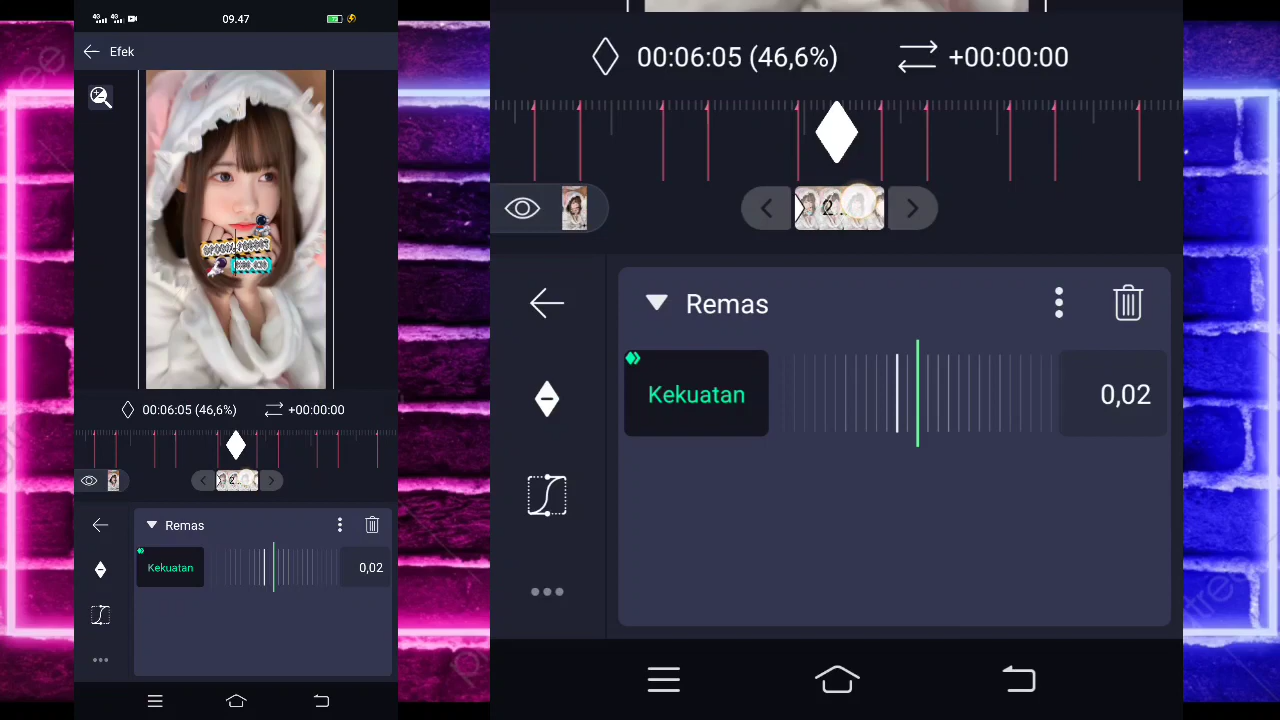 09.47
Efek
00:06:05 (46,6%)
+00:00:00
Remas
Kekuatan
0,02
00:06:05 (46,6%)
+00:00:00
2...
Remas
Kekuatan
0,02